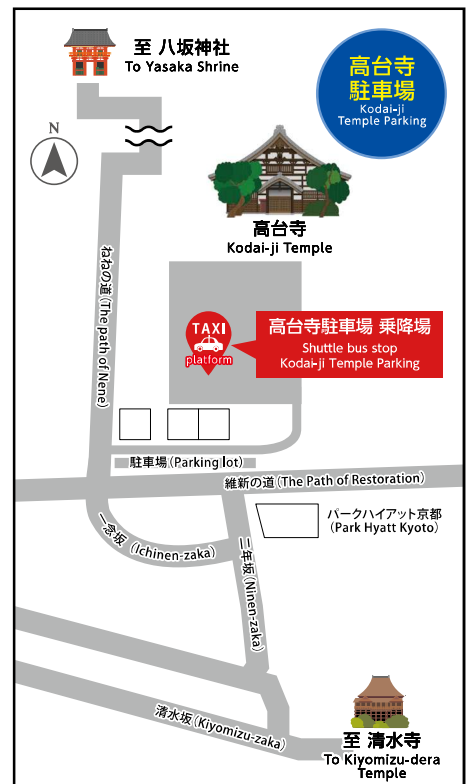 至 八坂神社
To Yasaka Shrine
高台寺
駐車場
Kodai-ji
Temple Parking
N
高台寺
Kodai-ji Temple
ねねの道(The path of Nene)
TAXI
platform
高台寺駐車場 乗降場
Shuttle bus stop
Kodai-ji Temple Parking
駐車場(Parking lot)
維新の道(The Path of Restoration)
パークハイアット京都
(Park Hyatt Kyoto)
一念坂 (Ichinen-zaka)
二年坂(Ninen-zaka)
清水坂(Kiyomizu-zaka)
至 清水寺
To Kiyomizu-dera
Temple